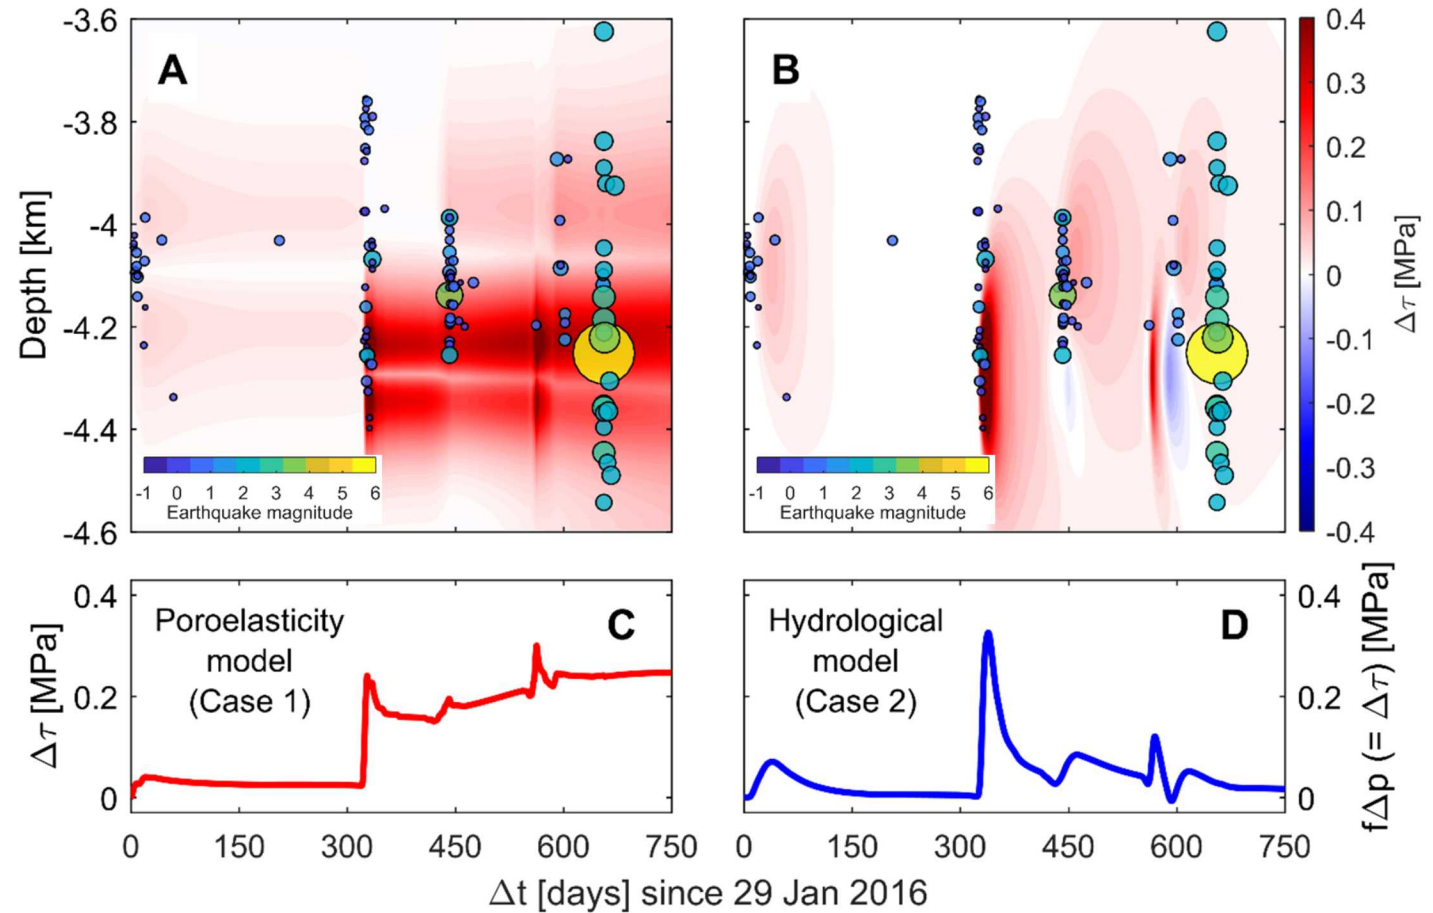 A
B
-3.6
-3.8
-4
-4.2
-4.4
-4.6
Depth [km]
-1 0 1 2 3 4 5 6
Earthquake magnitude
-1 0 1 2 3 4 5 6
Earthquake magnitude
0.4
0.3
0.2
0.1
0
-0.1
-0.2
-0.3
-0.4
Δτ [MPa]
0.4
0.2
0
Δτ [MPa]
Poroelasticity
model
(Case 1)
C
0 150 300 450 600 750
Hydrological
model
(Case 2)
D
0.4
0.2
0
fΔp (= Δτ) [MPa]
0 150 300 450 600 750
Δt [days] since 29 Jan 2016